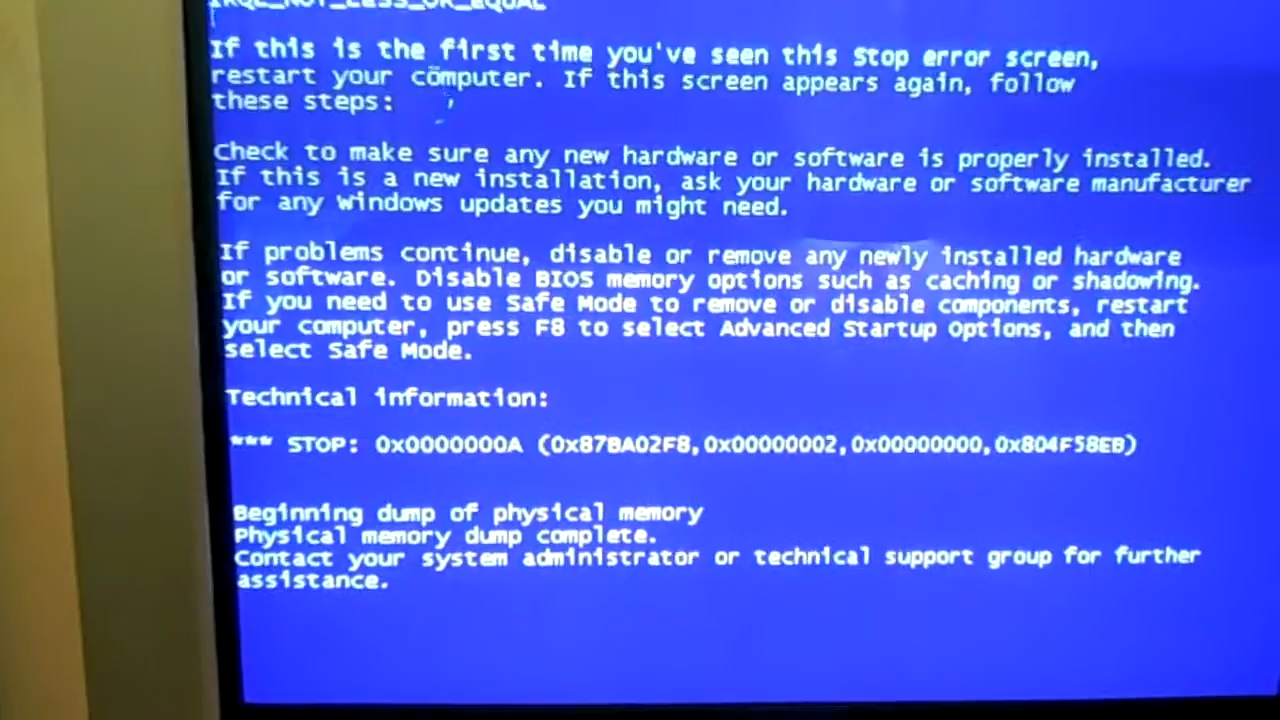 IRQL_NOT_LESS_OR_EQUAL
If this is the first time you've seen this Stop error screen,
restart your computer. If this screen appears again, follow
these steps:
Check to make sure any new hardware or software is properly installed.
If this is a new installation, ask your hardware or software manufacturer
for any Windows updates you might need.
If problems continue, disable or remove any newly installed hardware
or software. Disable BIOS memory options such as caching or shadowing.
If you need to use Safe Mode to remove or disable components, restart
your computer, press F8 to select Advanced Startup Options, and then
select Safe Mode.
Technical information:
*** STOP: 0x0000000A (0x87BA02F8,0x00000002,0x00000000,0x804F58EB)
Beginning dump of physical memory
Physical memory dump complete.
Contact your system administrator or technical support group for further
assistance.